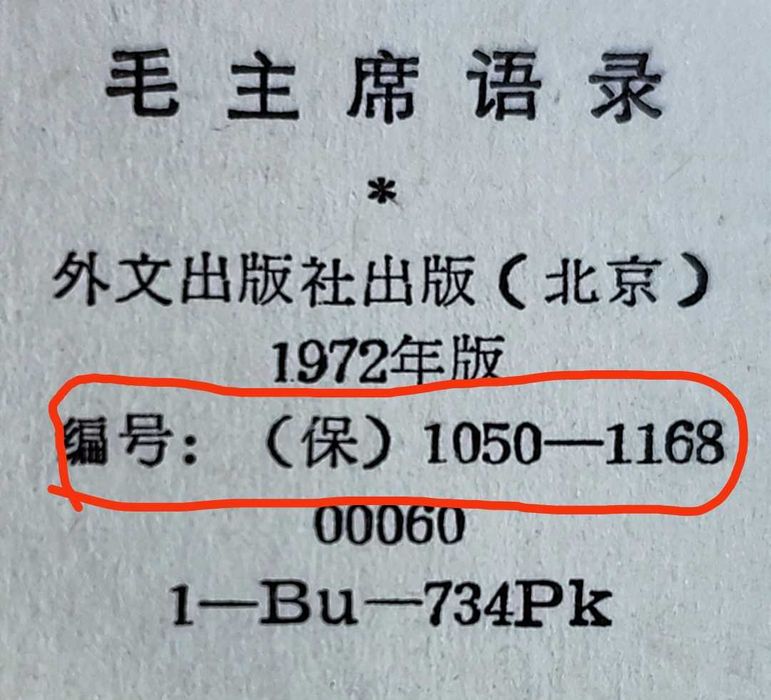 毛主席语录
*
外文出版社出版（北京）
1972年版
编号：（保）1050—1168
00060
1—Bu—734Pk